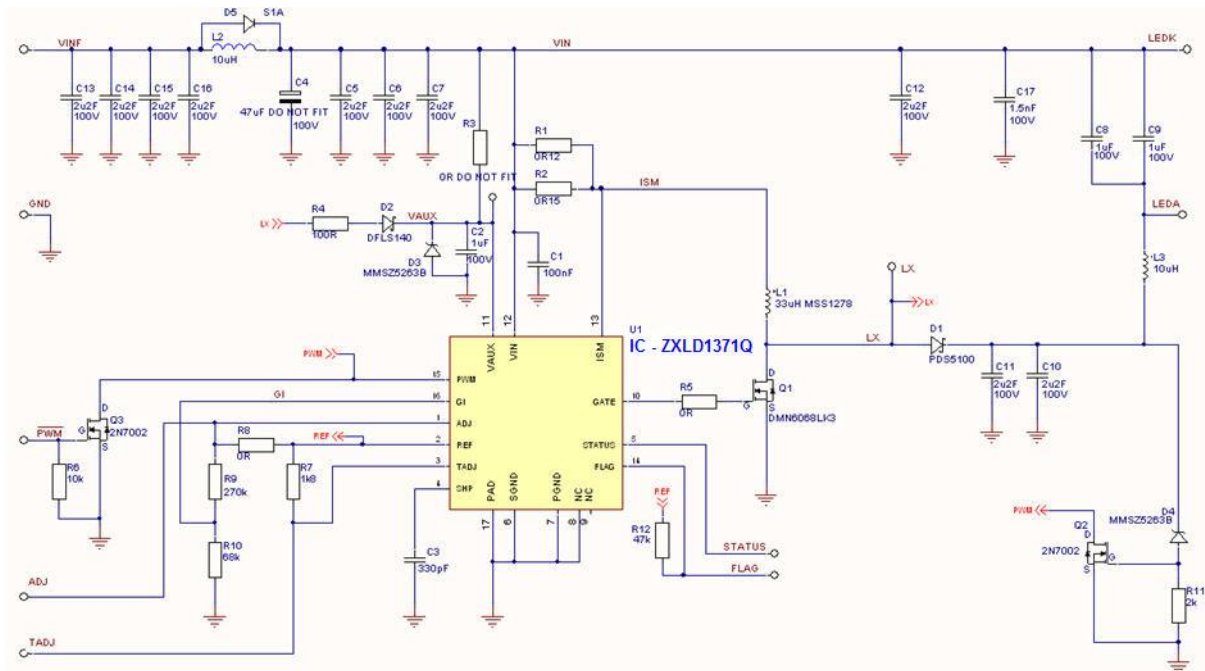 D5 S1A
L2
10uH
VINF
VIN
LEDK
C13
2u2F
100V
C14
2u2F
100V
C15
2u2F
100V
C16
2u2F
100V
C4
47uF DO NOT FIT
100V
C5
2u2F
100V
C6
2u2F
100V
C7
2u2F
100V
R3
0R DO NOT FIT
R1
0R12
R2
0R15
ISM
C12
2u2F
100V
C17
1.5nF
100V
C8
1uF
100V
C9
1uF
100V
GND
LX
R4
100R
D2
DFLS140
VAUX
D3
MMSZ5263B
C2
1uF
100V
C1
100nF
LEDA
L3
10uH
L1
33uH MSS1278
LX
LX
LX
D1
PDS5100
C11
2u2F
100V
C10
2u2F
100V
11
12
13
U1
IC - ZXLD1371Q
VAUX
VIN
ISM
PWM
15
PWM
GI
16
GI
1
ADJ
2
REF
3
TADJ
4
SHP
GATE
10
STATUS
5
FLAG
14
PAD
SGND
PGND
NC
NC
17
6
7
8
9
R5
0R
Q1
D
G
S
DMN6068LK3
PWM
Q3
2N7002
D
G
S
R6
10k
R8
0R
REF
R9
270k
R7
1k8
R10
68k
C3
330pF
REF
R12
47k
STATUS
FLAG
PWM
Q2
2N7002
D
G
S
D4
MMSZ5263B
R11
2k
ADJ
TADJ